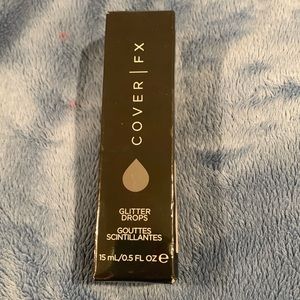 COVER | FX
GLITTER
DROPS
GOUTTES
SCINTILLANTES
15 mL/0.5 FL OZ ℮